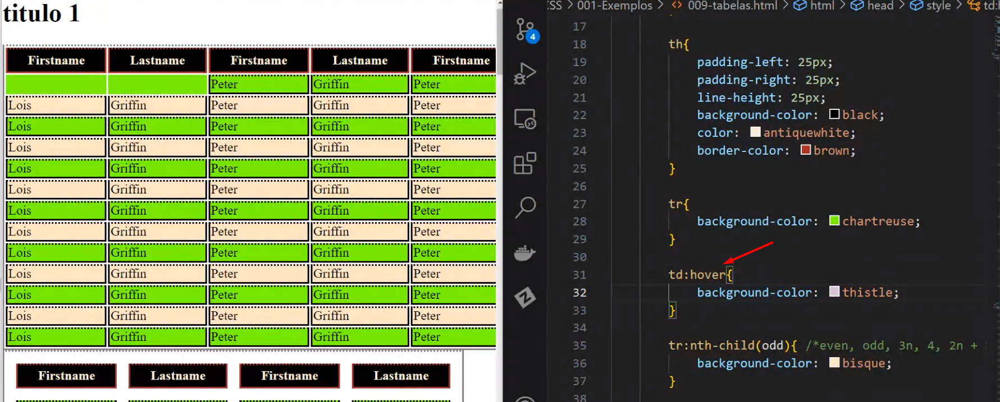 titulo 1
Firstname Lastname Firstname Lastname Firstname
Peter Griffin Peter
Lois Griffin Peter Griffin Peter
Lois Griffin Peter Griffin Peter
Lois Griffin Peter Griffin Peter
Lois Griffin Peter Griffin Peter
Lois Griffin Peter Griffin Peter
Lois Griffin Peter Griffin Peter
Lois Griffin Peter Griffin Peter
Lois Griffin Peter Griffin Peter
Lois Griffin Peter Griffin Peter
Lois Griffin Peter Griffin Peter
Lois Griffin Peter Griffin Peter
Lois Griffin Peter Griffin Peter
Firstname Lastname Firstname Lastname
4
:SS > 001-Exemplos > <> 009-tabelas.html > html > head > style > td:
17
18 th{
19 padding-left: 25px;
20 padding-right: 25px;
21 line-height: 25px;
22 background-color: black;
23 color: antiquewhite;
24 border-color: brown;
25 }
26
27 tr{
28 background-color: chartreuse;
29 }
30
31 td:hover{
32 background-color: thistle;
33 }
34
35 tr:nth-child(odd){ /*even, odd, 3n, 4, 2n +
36 background-color: bisque;
37 }
38